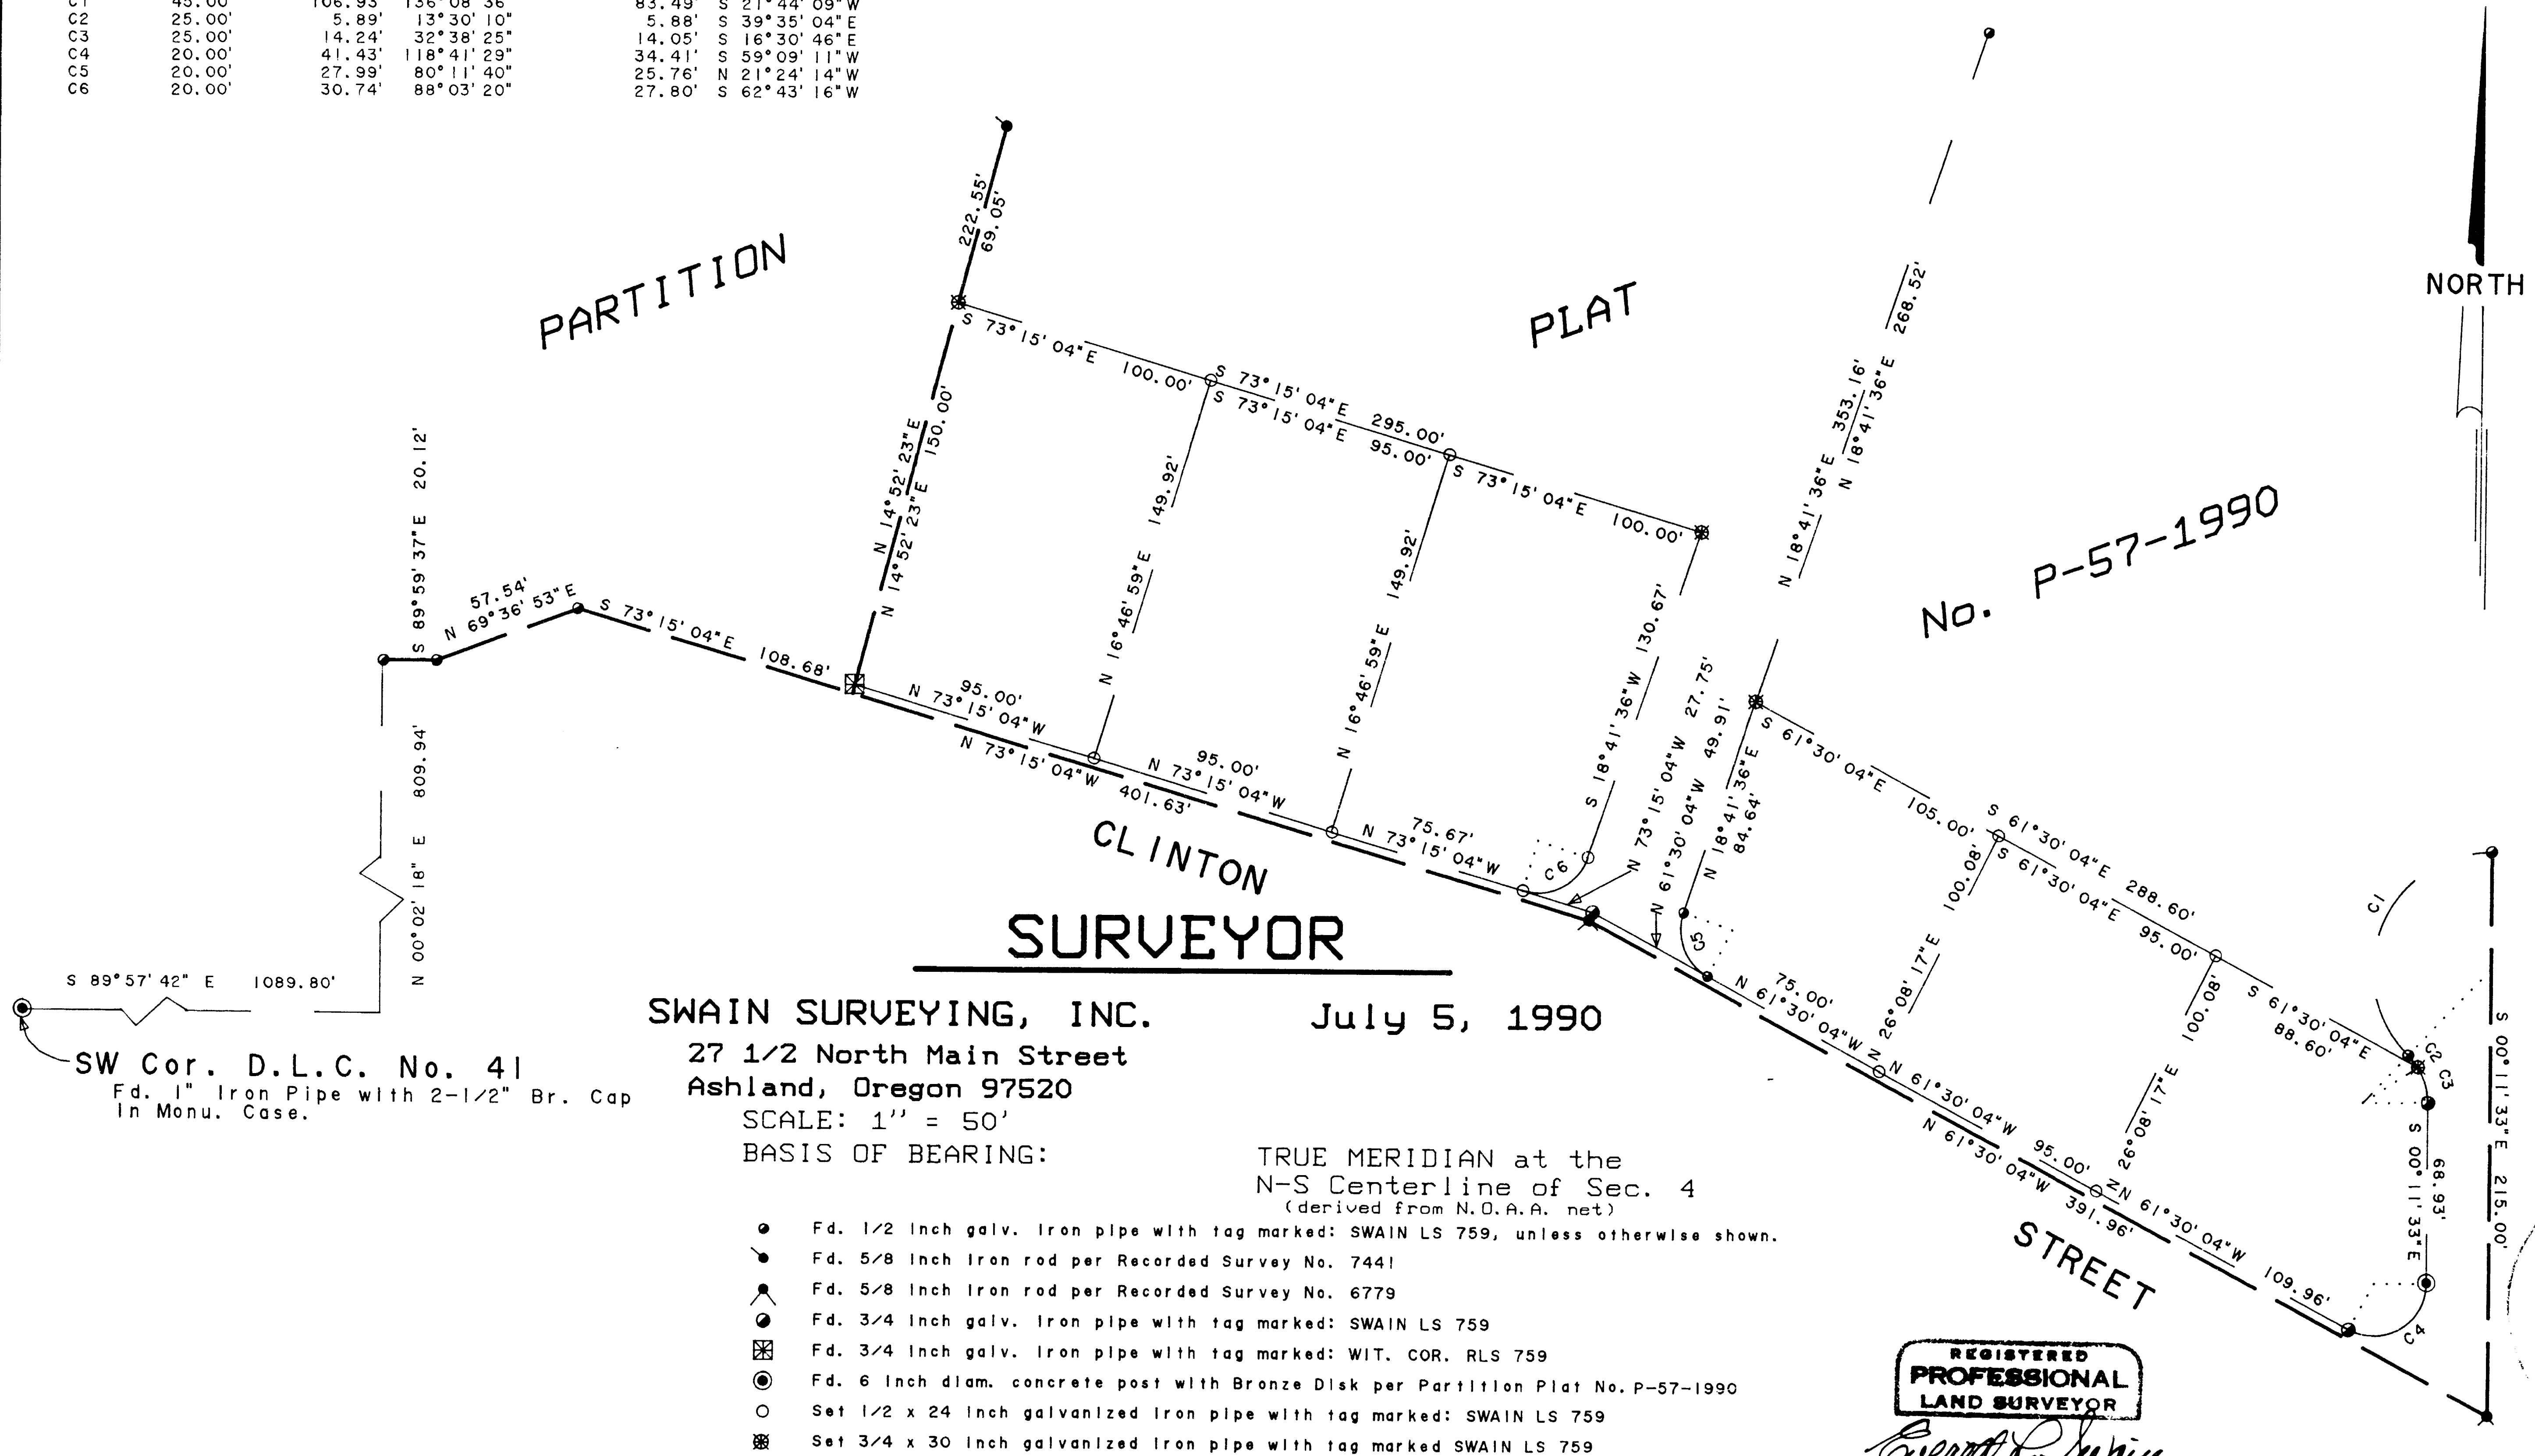 C1 45.00' 106.93' 136°08'36" 83.49' S 21°44'09"W
C2 25.00' 5.89' 13°30'10" 5.88' S 39°35'04"E
C3 25.00' 14.24' 32°38'25" 14.05' S 16°30'46"E
C4 20.00' 41.43' 118°41'29" 34.41' S 59°09'11"W
C5 20.00' 27.99' 80°11'40" 25.76' N 21°24'14"W
C6 20.00' 30.74' 88°03'20" 27.80' S 62°43'16"W
NORTH
PARTITION
PLAT
No. P-57-1990
222.55'
69.05'
N 14°52'23"E
N 14°52'23"E 150.00'
S 73°15'04"E 100.00'
S 73°15'04"E 295.00'
S 73°15'04"E 95.00'
S 73°15'04"E 100.00'
N 16°46'59"E 149.92'
N 16°46'59"E 149.92'
S 18°41'36"W 130.67'
N 18°41'36"E 353.16'
N 18°41'36"E 268.52'
S 89°59'37"E 20.12'
57.54'
N 69°36'53"E
S 73°15'04"E 108.68'
N 00°02'18" E 809.94'
S 89°57'42" E 1089.80'
95.00'
N 73°15'04"W
N 73°15'04"W 401.63'
95.00'
N 73°15'04"W
75.67'
N 73°15'04"W
C6
N 73°15'04"W 27.75'
N 61°30'04"W 49.91'
N 18°41'36"E
84.64'
C5
S 61°30'04"E 105.00'
S 61°30'04"E 288.60'
S 61°30'04"E 95.00'
S 61°30'04"E
88.60'
N 26°08'17"E 100.08'
N 26°08'17"E 100.08'
75.00'
N 61°30'04"W
N 61°30'04"W 95.00'
N 61°30'04"W 391.96'
N 61°30'04"W 109.96'
C1
C2
C3
C4
S 00°11'33"E
68.93'
S 00°11'33"E 215.00'
CLINTON
STREET
SW Cor. D.L.C. No. 41
Fd. 1" Iron Pipe with 2-1/2" Br. Cap
In Monu. Case.
SURVEYOR
SWAIN SURVEYING, INC. July 5, 1990
27 1/2 North Main Street
Ashland, Oregon 97520
SCALE: 1'' = 50'
BASIS OF BEARING: TRUE MERIDIAN at the
N-S Centerline of Sec. 4
(derived from N.O.A.A. net)
Fd. 1/2 inch galv. iron pipe with tag marked: SWAIN LS 759, unless otherwise shown.
Fd. 5/8 inch iron rod per Recorded Survey No. 7441
Fd. 5/8 inch iron rod per Recorded Survey No. 6779
Fd. 3/4 inch galv. iron pipe with tag marked: SWAIN LS 759
Fd. 3/4 inch galv. iron pipe with tag marked: WIT. COR. RLS 759
Fd. 6 inch diam. concrete post with Bronze Disk per Partition Plat No. P-57-1990
Set 1/2 x 24 inch galvanized iron pipe with tag marked: SWAIN LS 759
Set 3/4 x 30 inch galvanized iron pipe with tag marked SWAIN LS 759
REGISTERED
PROFESSIONAL
LAND SURVEYOR